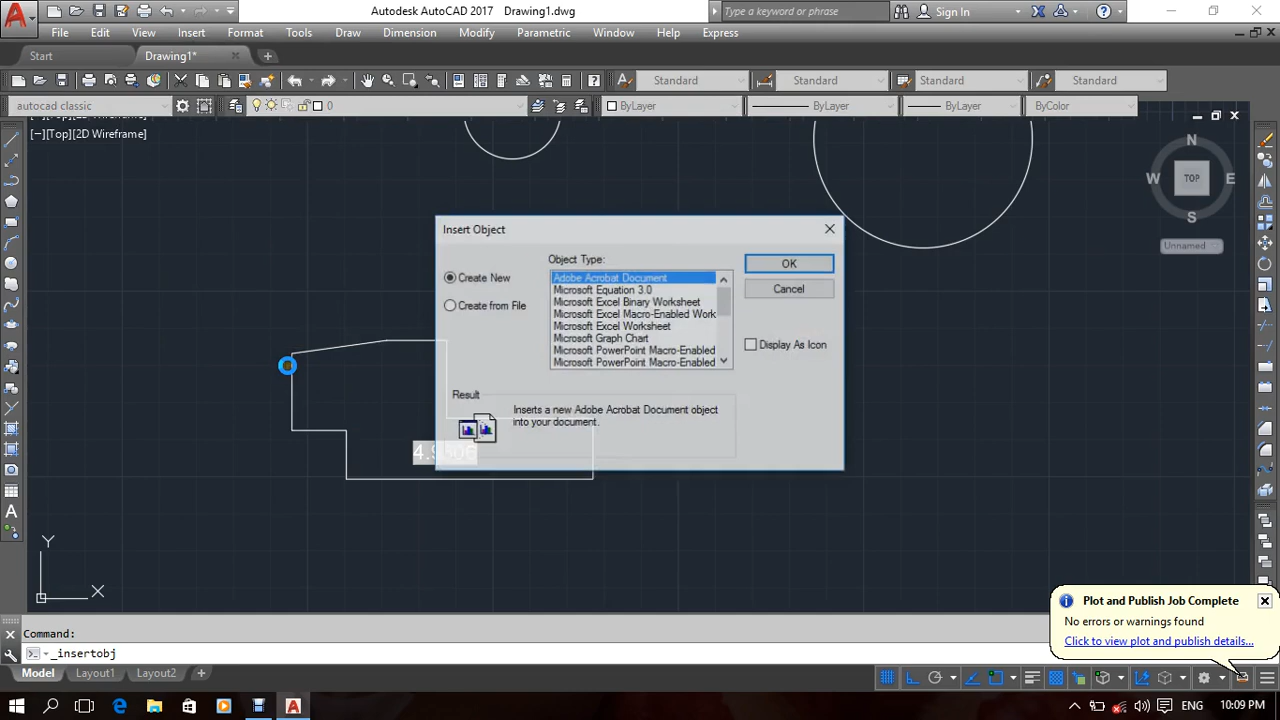 Autodesk AutoCAD 2017 Drawing1.dwg
Type a keyword or phrase
Sign In
File Edit View Insert Format Tools Draw Dimension Modify Parametric Window Help Express
Start
Drawing1*
Standard
Standard
Standard
Standard
autocad classic
0
ByLayer
ByLayer
ByLayer
ByColor
[−][Top][2D Wireframe]
[−][Top][2D Wireframe]
N
W
TOP
E
S
Unnamed
Insert Object
Create New
Create from File
Object Type:
Adobe Acrobat Document
Microsoft Equation 3.0
Microsoft Excel Binary Worksheet
Microsoft Excel Macro-Enabled Work
Microsoft Excel Worksheet
Microsoft Graph Chart
Microsoft PowerPoint Macro-Enabled
Microsoft PowerPoint Macro-Enabled
OK
Cancel
Display As Icon
Result
Inserts a new Adobe Acrobat Document object
into your document.
Y
X
Plot and Publish Job Complete
No errors or warnings found
Click to view plot and publish details...
Command:
_insertobj
Model Layout1 Layout2
ENG
10:09 PM